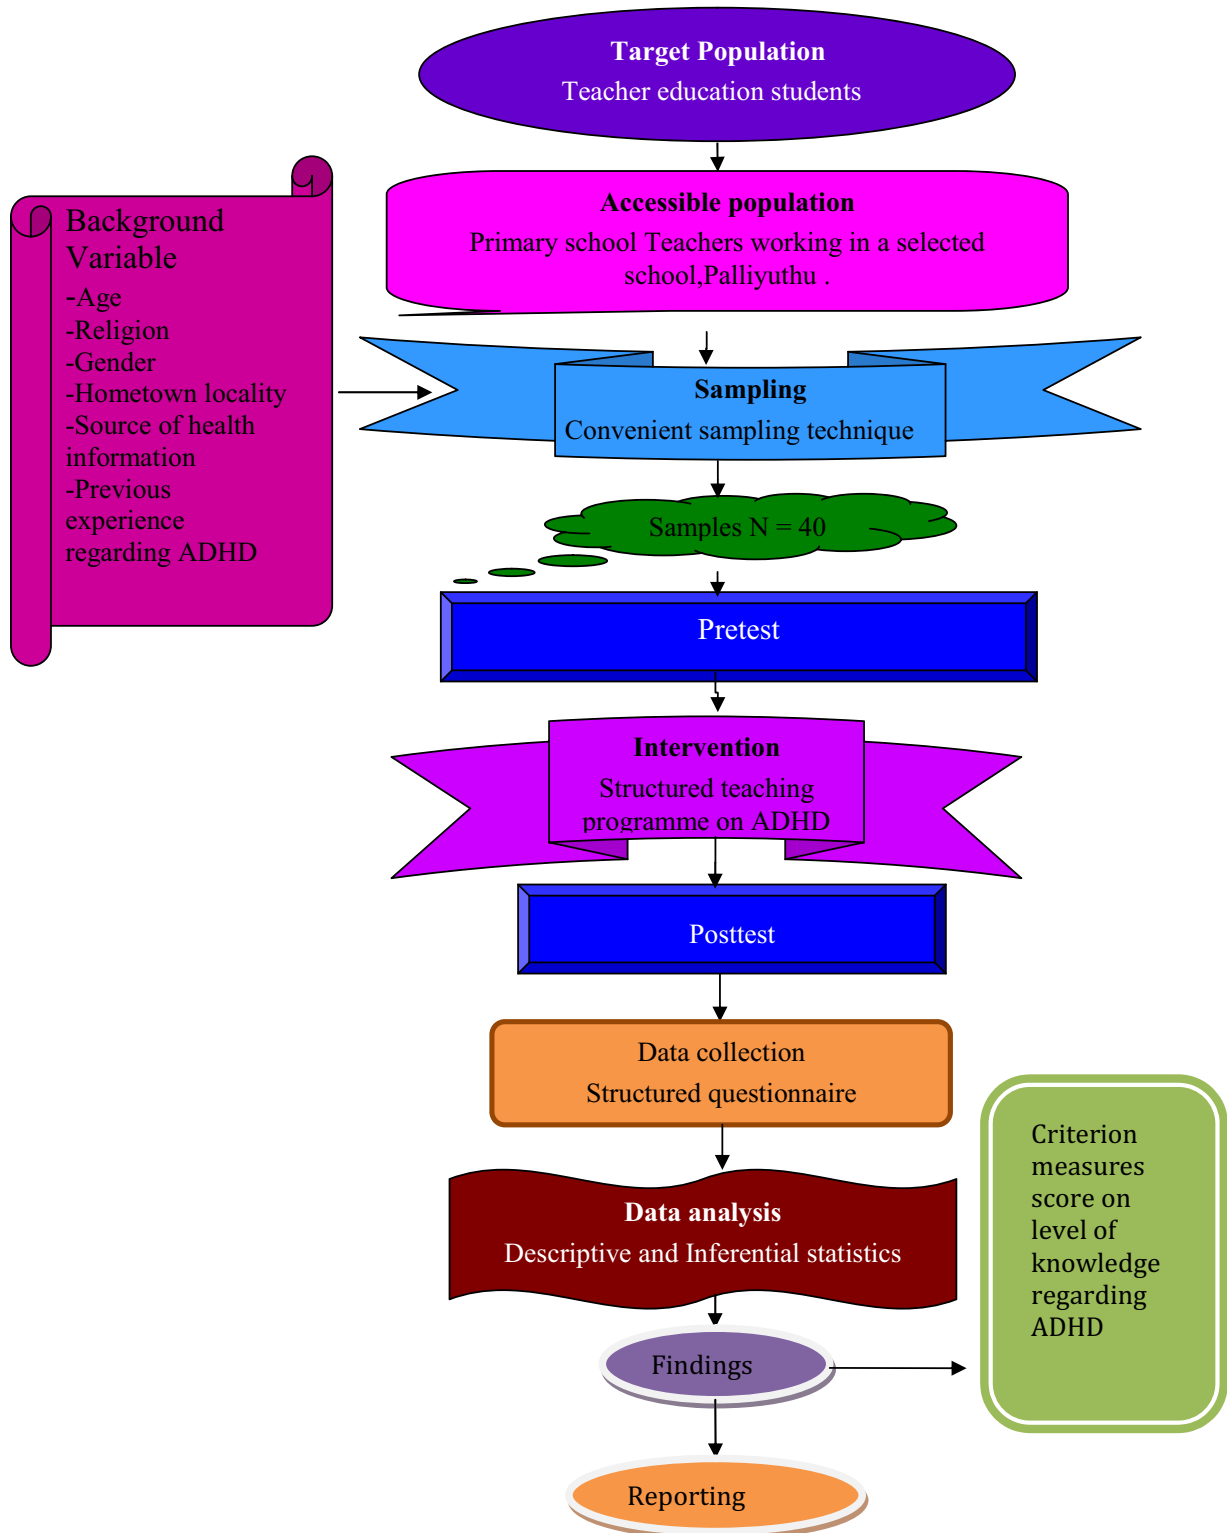 Target Population
Teacher education students
Accessible population
Primary school Teachers working in a selected
school,Palliyuthu .
Background
Variable
-Age
-Religion
-Gender
-Hometown locality
-Source of health
information
-Previous
experience
regarding ADHD
Sampling
Convenient sampling technique
Samples N = 40
Pretest
Intervention
Structured teaching
programme on ADHD
Posttest
Data collection
Structured questionnaire
Data analysis
Descriptive and Inferential statistics
Criterion
measures
score on
level of
knowledge
regarding
ADHD
Findings
Reporting